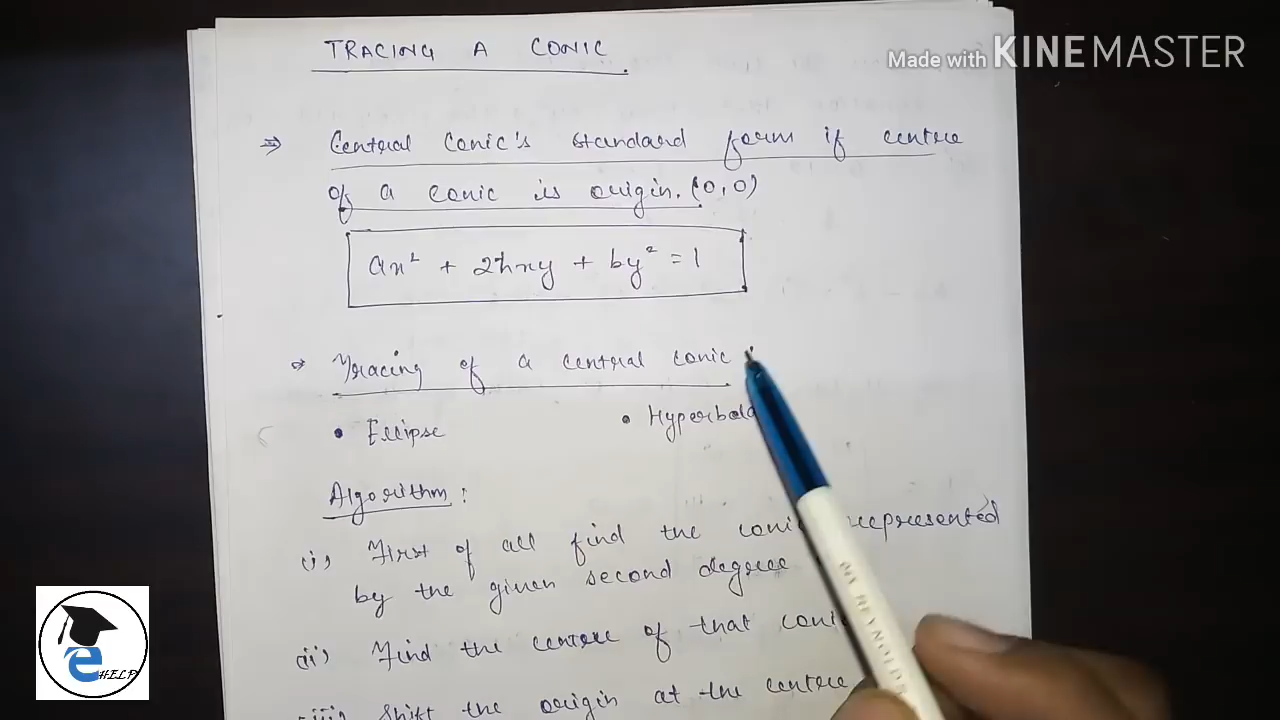 TRACING A CONIC
Made with KINEMASTER
⇒ Central Conic's standard form if centre
of a conic is origin. (0,0)
ax² + 2hxy + by² = 1
Tracing of a central conic
• Ellipse • Hyperbola
Algorithm :
(i) First of all find the conic represented
by the given second degree
(ii) Find the centre of that conic
(iii) Shift the origin at the centre
e HELP